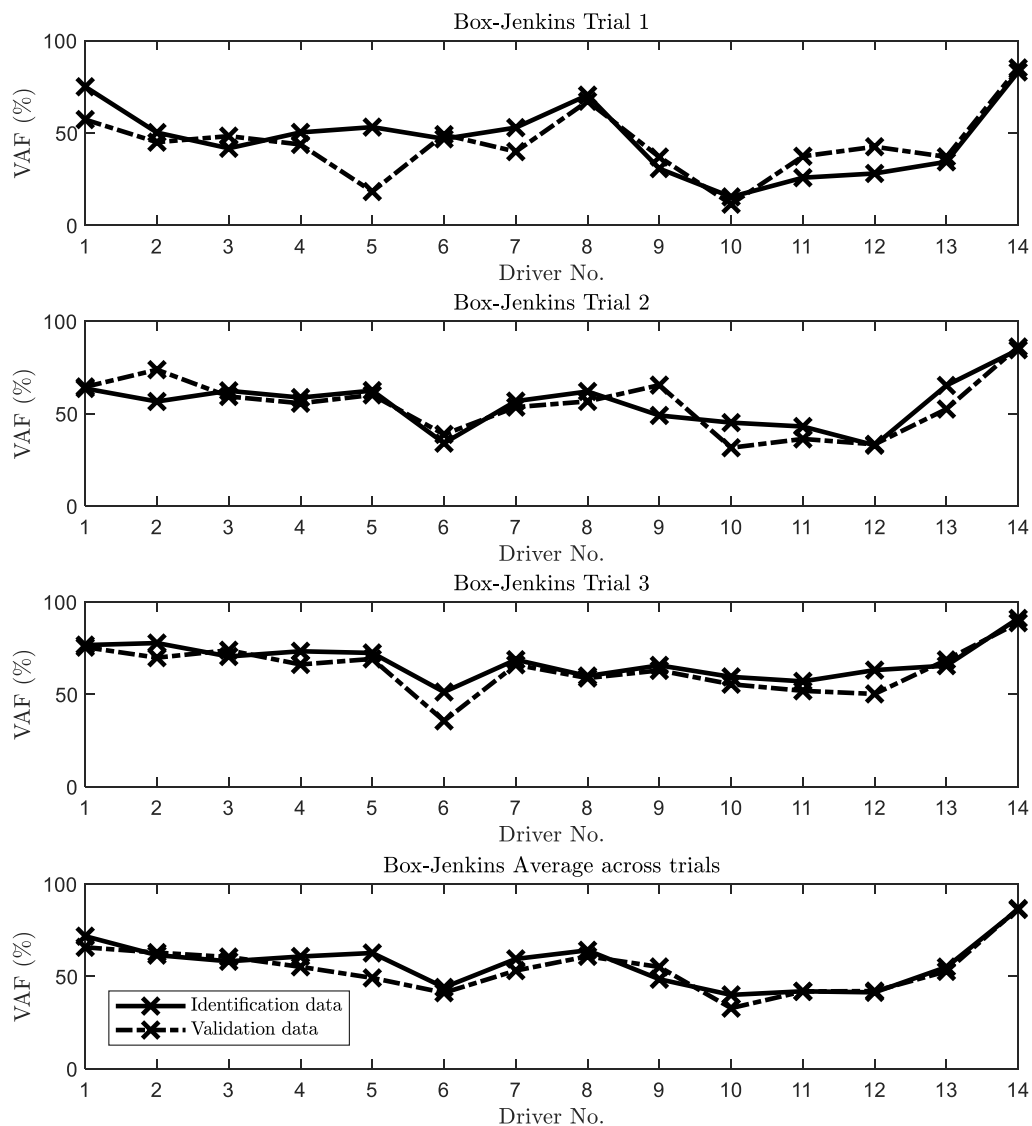 Box-Jenkins Trial 1
100
50
0
VAF (%)
1 2 3 4 5 6 7 8 9 10 11 12 13 14
Driver No.
Box-Jenkins Trial 2
100
50
0
VAF (%)
1 2 3 4 5 6 7 8 9 10 11 12 13 14
Driver No.
Box-Jenkins Trial 3
100
50
0
VAF (%)
1 2 3 4 5 6 7 8 9 10 11 12 13 14
Driver No.
Box-Jenkins Average across trials
100
50
0
VAF (%)
Identification data
Validation data
1 2 3 4 5 6 7 8 9 10 11 12 13 14
Driver No.